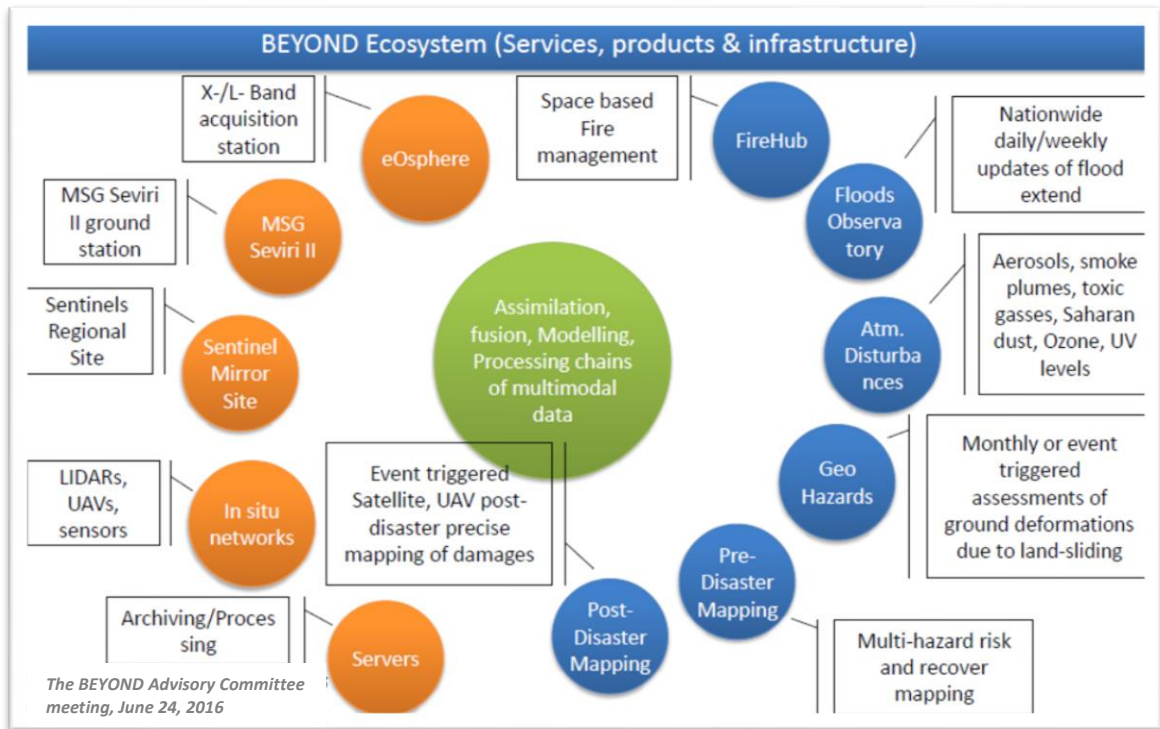 BEYOND Ecosystem (Services, products & infrastructure)
X-/L- Band
acquisition
station
eOsphere
Space based
Fire
management
FireHub
Nationwide
daily/weekly
updates of flood
extend
Floods
Observa
tory
MSG Seviri
II ground
station
MSG
Seviri II
Assimilation,
fusion, Modelling,
Processing chains
of multimodal
data
Aerosols, smoke
plumes, toxic
gasses, Saharan
dust, Ozone, UV
levels
Atm.
Disturba
nces
Sentinels
Regional
Site
Sentinel
Mirror
Site
Monthly or event
triggered
assessments of
ground deformations
due to land-sliding
Geo
Hazards
LIDARs,
UAVs,
sensors
In situ
networks
Event triggered
Satellite, UAV post-
disaster precise
mapping of damages
Pre-
Disaster
Mapping
Post-
Disaster
Mapping
Archiving/Proces
sing
Servers
Multi-hazard risk
and recover
mapping
The BEYOND Advisory Committee
meeting, June 24, 2016